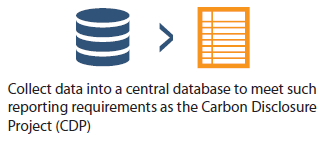 Collect data into a central database to meet such
reporting requirements as the Carbon Disclosure
Project (CDP)